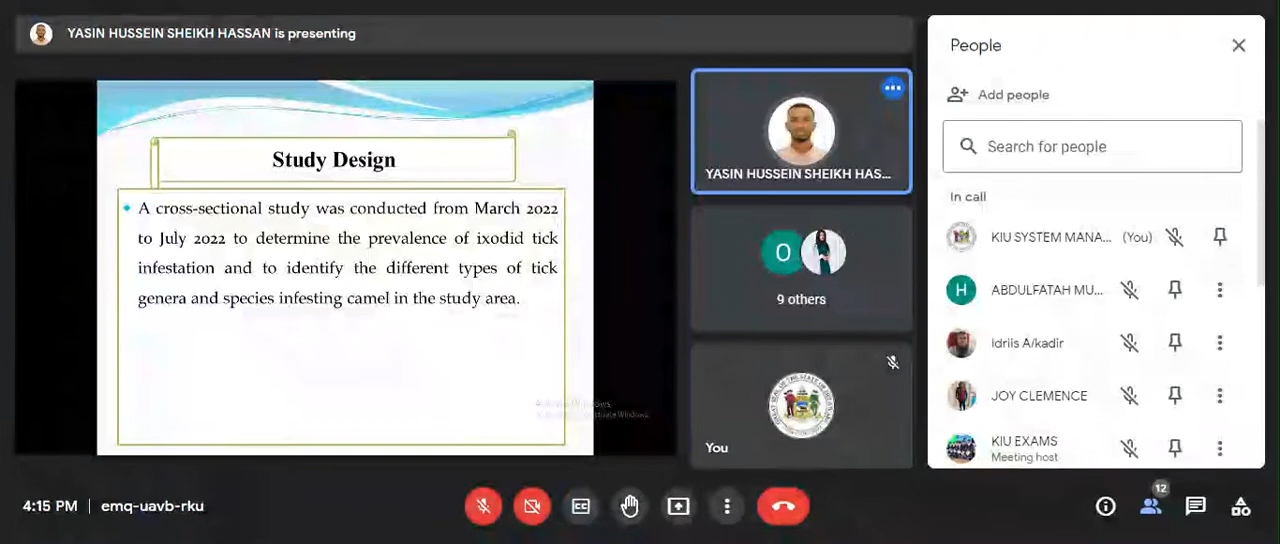 YASIN HUSSEIN SHEIKH HASSAN is presenting
Study Design
A cross-sectional study was conducted from March 2022
to July 2022 to determine the prevalence of ixodid tick
infestation and to identify the different types of tick
genera and species infesting camel in the study area.
YASIN HUSSEIN SHEIKH HAS...
O
9 others
You
People
Add people
Search for people
In call
KIU SYSTEM MANA... (You)
H ABDULFATAH MU...
Idriis A/kadir
JOY CLEMENCE
KIU EXAMS
Meeting host
4:15 PM | emq-uavb-rku
CC
12